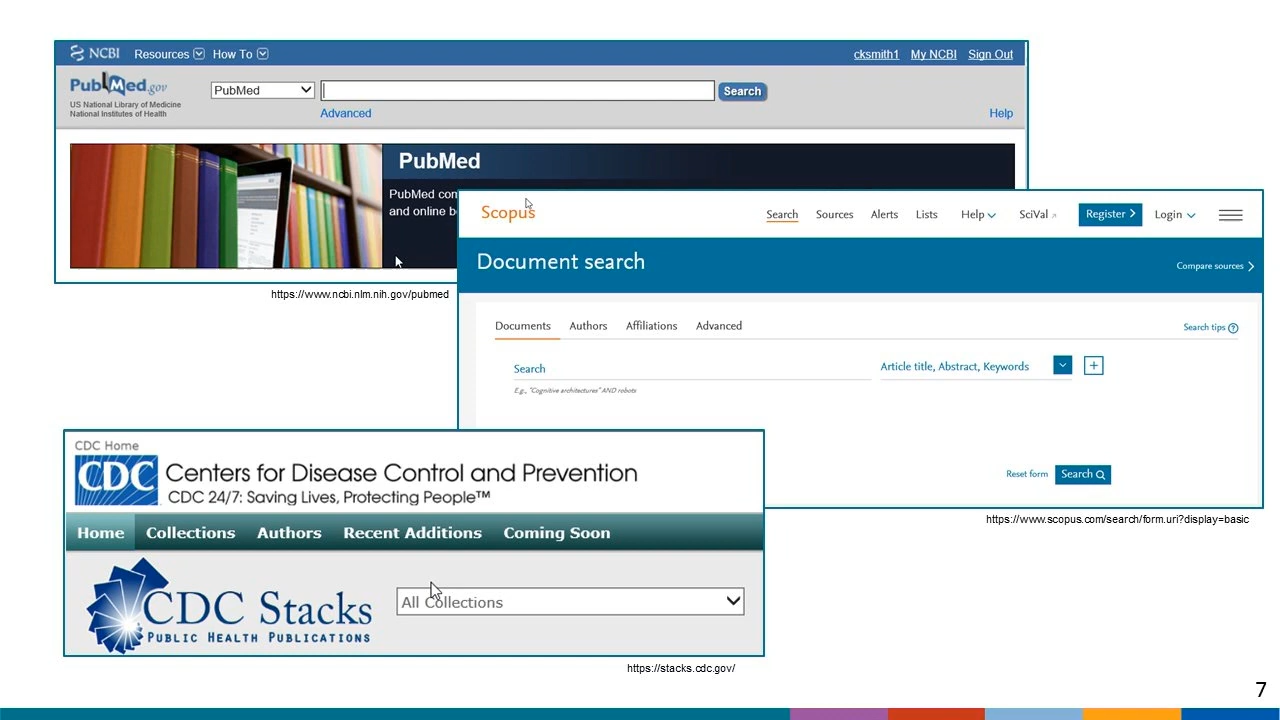 NCBI Resources How To cksmith1 My NCBI Sign Out
PubMed.gov PubMed Search
US National Library of Medicine
National Institutes of Health
Advanced Help
PubMed
PubMed con
and online b
https://www.ncbi.nlm.nih.gov/pubmed
Scopus Search Sources Alerts Lists Help SciVal Register Login
Document search
Compare sources
Documents Authors Affiliations Advanced Search tips
Search Article title, Abstract, Keywords
E.g., "Cognitive architectures" AND robots
Reset form Search
https://www.scopus.com/search/form.uri?display=basic
CDC Home
CDC Centers for Disease Control and Prevention
CDC 24/7: Saving Lives, Protecting People™
Home Collections Authors Recent Additions Coming Soon
CDC Stacks All Collections
PUBLIC HEALTH PUBLICATIONS
https://stacks.cdc.gov/
7